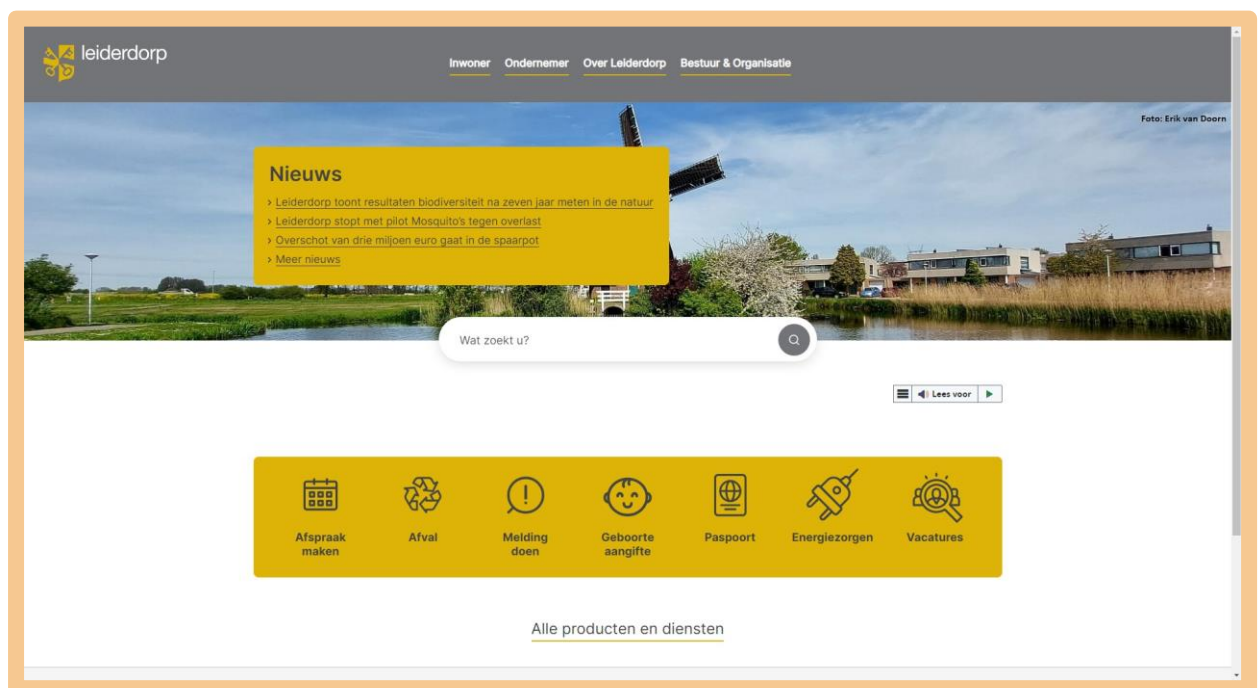 leiderdorp
Inwoner Ondernemer Over Leiderdorp Bestuur & Organisatie
Foto: Erik van Doorn
Nieuws
› Leiderdorp toont resultaten biodiversiteit na zeven jaar meten in de natuur
› Leiderdorp stopt met pilot Mosquito's tegen overlast
› Overschot van drie miljoen euro gaat in de spaarpot
› Meer nieuws
Wat zoekt u?
Lees voor
Afspraak
maken
Afval
Melding
doen
Geboorte
aangifte
Paspoort
Energiezorgen
Vacatures
Alle producten en diensten